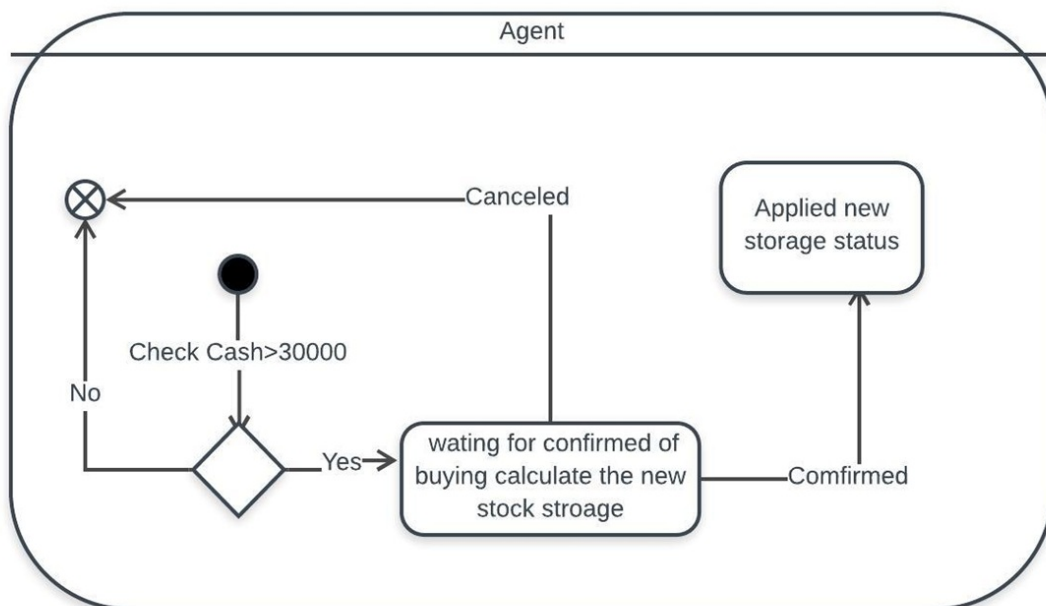 Agent
Canceled
Applied new
storage status
Check Cash>30000
No
Yes
wating for confirmed of
buying calculate the new
stock stroage
Comfirmed